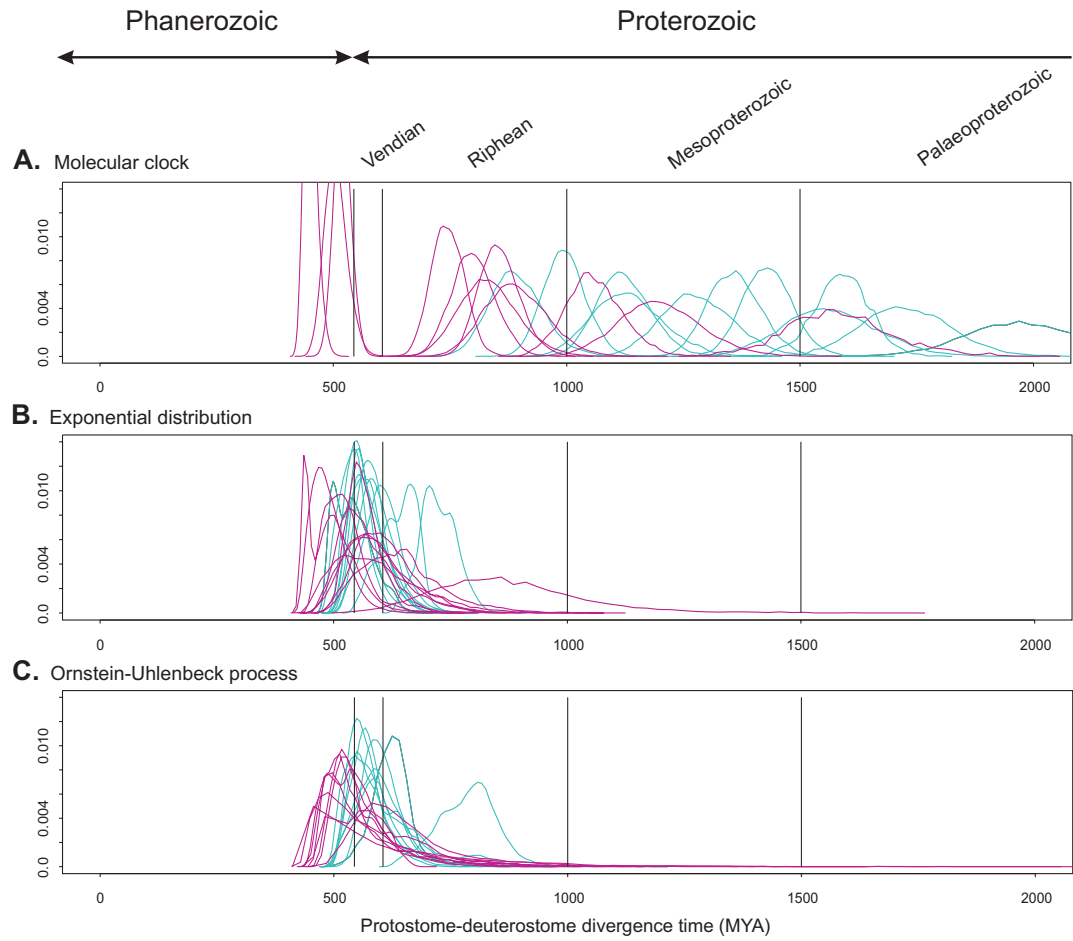 Phanerozoic Proterozoic
Vendian Riphean Mesoproterozoic Palaeoproterozoic
A. Molecular clock
0.010
0.004
0.0
0 500 1000 1500 2000
B. Exponential distribution
0.010
0.004
0.0
0 500 1000 1500 2000
C. Ornstein-Uhlenbeck process
0.010
0.004
0.0
0 500 1000 1500 2000
Protostome-deuterostome divergence time (MYA)